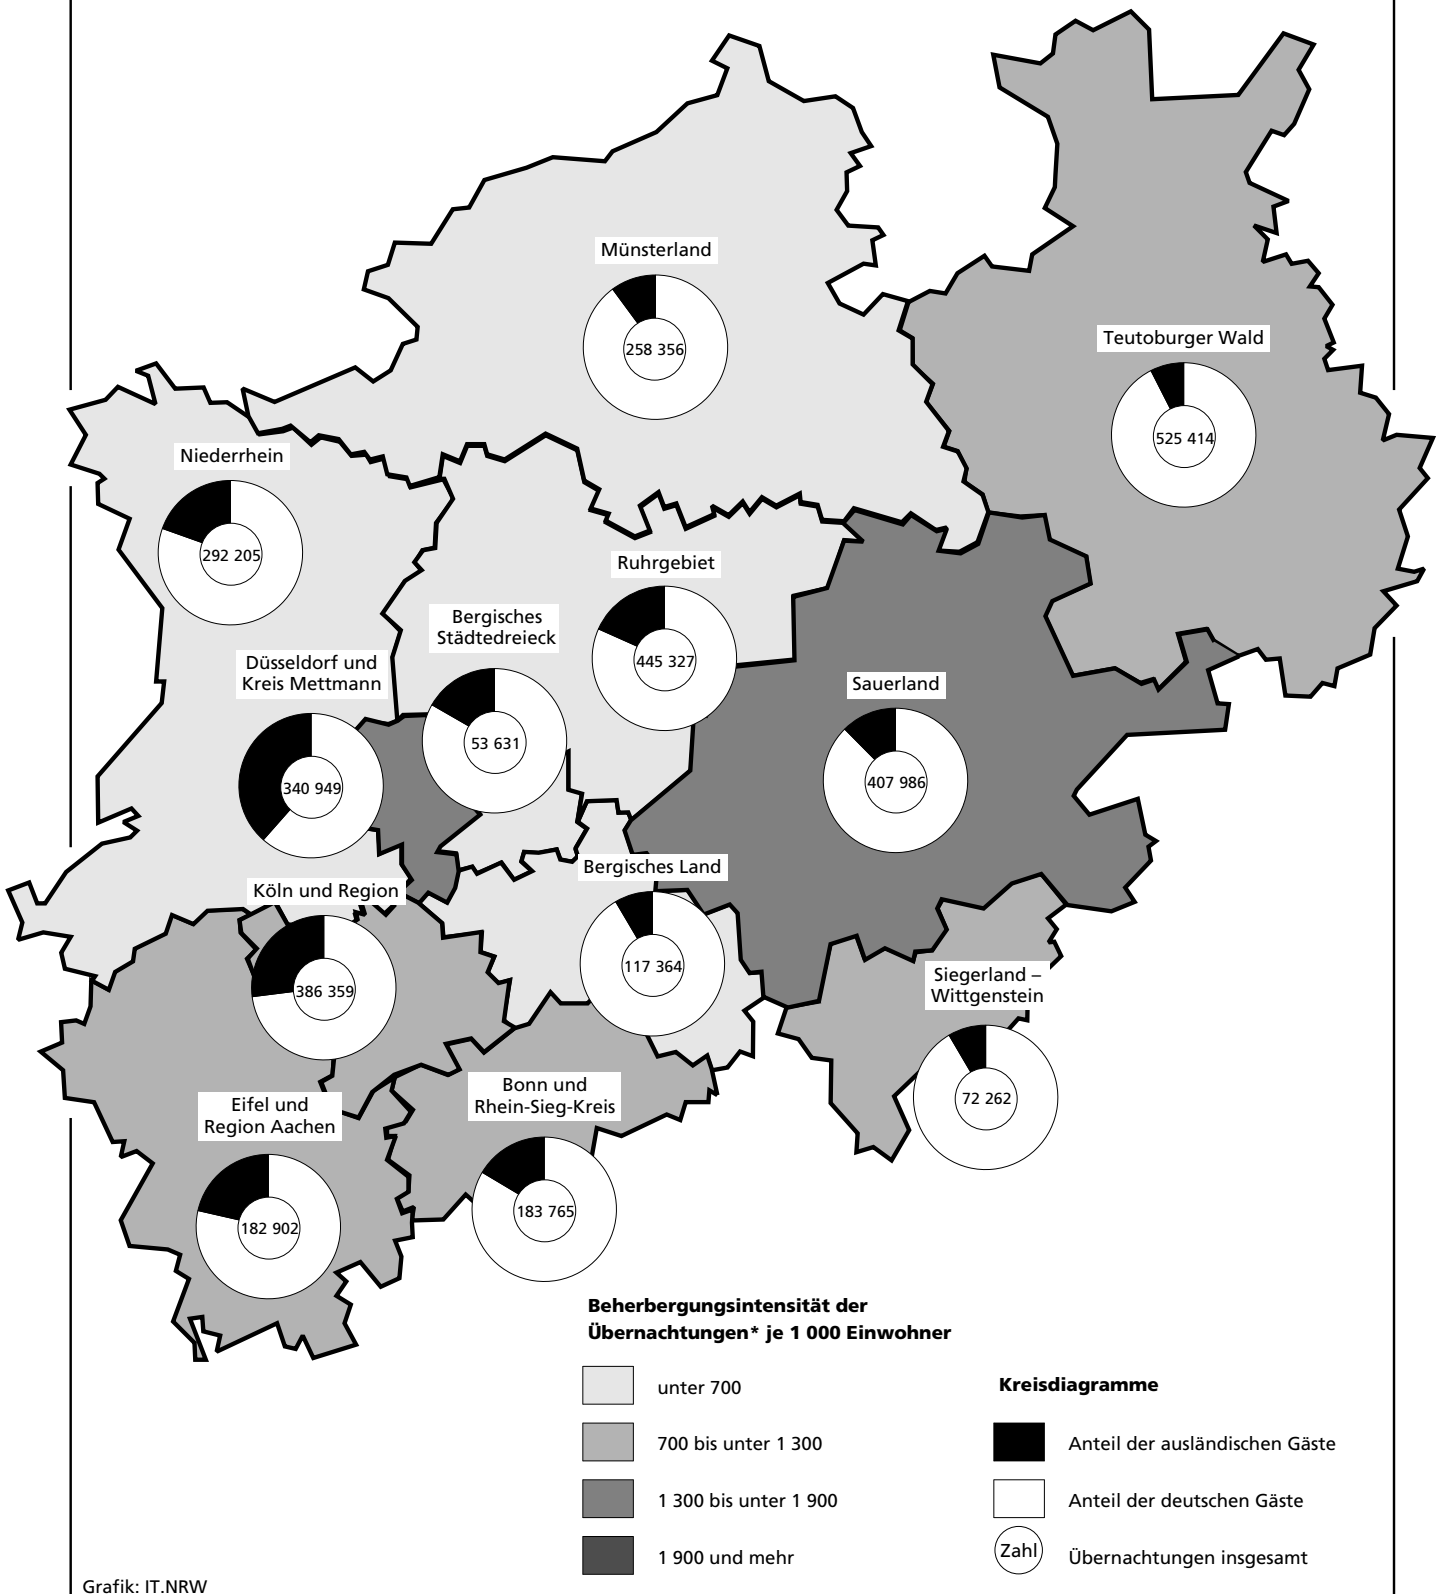 Münsterland
258 356
Teutoburger Wald
525 414
Niederrhein
292 205
Ruhrgebiet
445 327
Bergisches
Städtedreieck
53 631
Düsseldorf und
Kreis Mettmann
340 949
Sauerland
407 986
Bergisches Land
117 364
Köln und Region
386 359
Siegerland –
Wittgenstein
72 262
Bonn und
Rhein-Sieg-Kreis
183 765
Eifel und
Region Aachen
182 902
Beherbergungsintensität der
Übernachtungen* je 1 000 Einwohner
unter 700
700 bis unter 1 300
1 300 bis unter 1 900
1 900 und mehr
Kreisdiagramme
Anteil der ausländischen Gäste
Anteil der deutschen Gäste
Zahl
Übernachtungen insgesamt
Grafik: IT.NRW